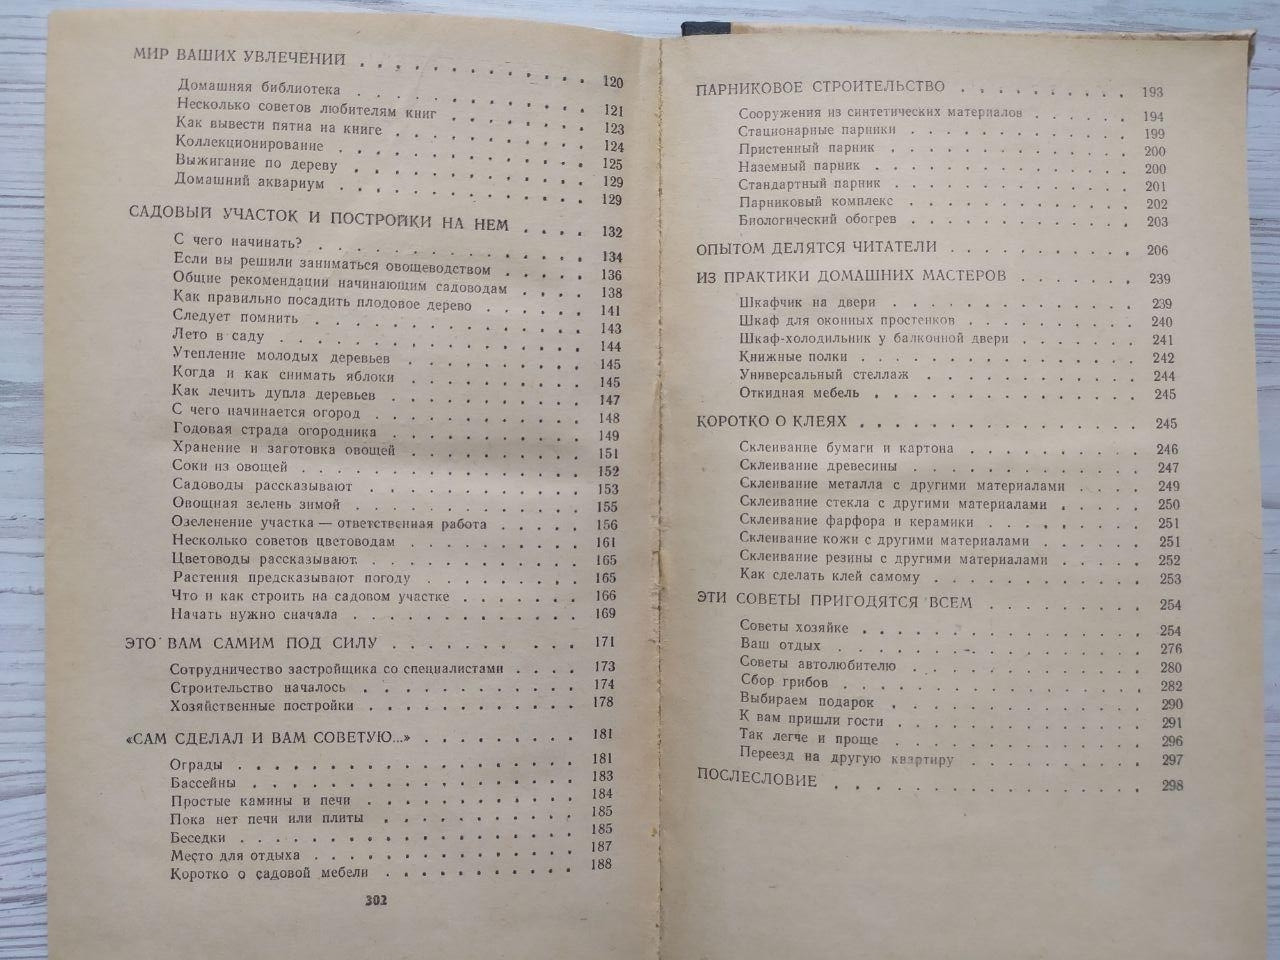 МИР ВАШИХ УВЛЕЧЕНИЙ . . . . . . . . . . . . 120
Домашняя библиотека . . . . . . . . . . . . 121
Несколько советов любителям книг . . . . . . . 123
Как вывести пятна на книге . . . . . . . . . . 124
Коллекционирование . . . . . . . . . . . . 125
Выжигание по дереву . . . . . . . . . . . . 129
Домашний аквариум . . . . . . . . . . . . 129
САДОВЫЙ УЧАСТОК И ПОСТРОЙКИ НА НЕМ . . . . 132
С чего начинать? . . . . . . . . . . . . . 134
Если вы решили заниматься овощеводством . . . . . 136
Общие рекомендации начинающим садоводам . . . . 138
Как правильно посадить плодовое дерево . . . . . . 141
Следует помнить . . . . . . . . . . . . . 143
Лето в саду . . . . . . . . . . . . . . . 144
Утепление молодых деревьев . . . . . . . . . . 145
Когда и как снимать яблоки . . . . . . . . . . 145
Как лечить дупла деревьев . . . . . . . . . . 147
С чего начинается огород . . . . . . . . . . . 148
Годовая страда огородника . . . . . . . . . . 149
Хранение и заготовка овощей . . . . . . . . . 151
Соки из овощей . . . . . . . . . . . . . . 152
Садоводы рассказывают . . . . . . . . . . . 153
Овощная зелень зимой . . . . . . . . . . . . 155
Озеленение участка — ответственная работа . . . . . 156
Несколько советов цветоводам . . . . . . . . . 161
Цветоводы рассказывают . . . . . . . . . . . 165
Растения предсказывают погоду . . . . . . . . 165
Что и как строить на садовом участке . . . . . . . 166
Начать нужно сначала . . . . . . . . . . . . 169
ЭТО ВАМ САМИМ ПОД СИЛУ . . . . . . . . . . 171
Сотрудничество застройщика со специалистами . . . . 173
Строительство началось . . . . . . . . . . . 174
Хозяйственные постройки . . . . . . . . . . . 178
«САМ СДЕЛАЛ И ВАМ СОВЕТУЮ...» . . . . . . . . 181
Ограды . . . . . . . . . . . . . . . . . 181
Бассейны . . . . . . . . . . . . . . . . 183
Простые камины и печи . . . . . . . . . . . 184
Пока нет печи или плиты . . . . . . . . . . . 185
Беседки . . . . . . . . . . . . . . . . . 185
Место для отдыха . . . . . . . . . . . . . 187
Коротко о садовой мебели . . . . . . . . . . 188
302
ПАРНИКОВОЕ СТРОИТЕЛЬСТВО . . . . . . . . . 193
Сооружения из синтетических материалов . . . . . . 194
Стационарные парники . . . . . . . . . . . . 199
Пристенный парник . . . . . . . . . . . . . 200
Наземный парник . . . . . . . . . . . . . 200
Стандартный парник . . . . . . . . . . . . . 201
Парниковый комплекс . . . . . . . . . . . . 202
Биологический обогрев . . . . . . . . . . . . 203
ОПЫТОМ ДЕЛЯТСЯ ЧИТАТЕЛИ . . . . . . . . . . 206
ИЗ ПРАКТИКИ ДОМАШНИХ МАСТЕРОВ . . . . . . 239
Шкафчик на двери . . . . . . . . . . . . . 239
Шкаф для оконных простенков . . . . . . . . . 240
Шкаф-холодильник у балконной двери . . . . . . 241
Книжные полки . . . . . . . . . . . . . . 242
Универсальный стеллаж . . . . . . . . . . . 244
Откидная мебель . . . . . . . . . . . . . . 245
КОРОТКО О КЛЕЯХ . . . . . . . . . . . . . . 245
Склеивание бумаги и картона . . . . . . . . . 246
Склеивание древесины . . . . . . . . . . . . 247
Склеивание металла с другими материалами . . . . 249
Склеивание стекла с другими материалами . . . . . 250
Склеивание фарфора и керамики . . . . . . . . 251
Склеивание кожи с другими материалами . . . . . 251
Склеивание резины с другими материалами . . . . . 252
Как сделать клей самому . . . . . . . . . . . 253
ЭТИ СОВЕТЫ ПРИГОДЯТСЯ ВСЕМ . . . . . . . . 254
Советы хозяйке . . . . . . . . . . . . . . 254
Ваш отдых . . . . . . . . . . . . . . . . 276
Советы автолюбителю . . . . . . . . . . . . 280
Сбор грибов . . . . . . . . . . . . . . . 282
Выбираем подарок . . . . . . . . . . . . . 290
К вам пришли гости . . . . . . . . . . . . . 291
Так легче и проще . . . . . . . . . . . . . 296
Переезд на другую квартиру . . . . . . . . . . 297
ПОСЛЕСЛОВИЕ . . . . . . . . . . . . . . . 298